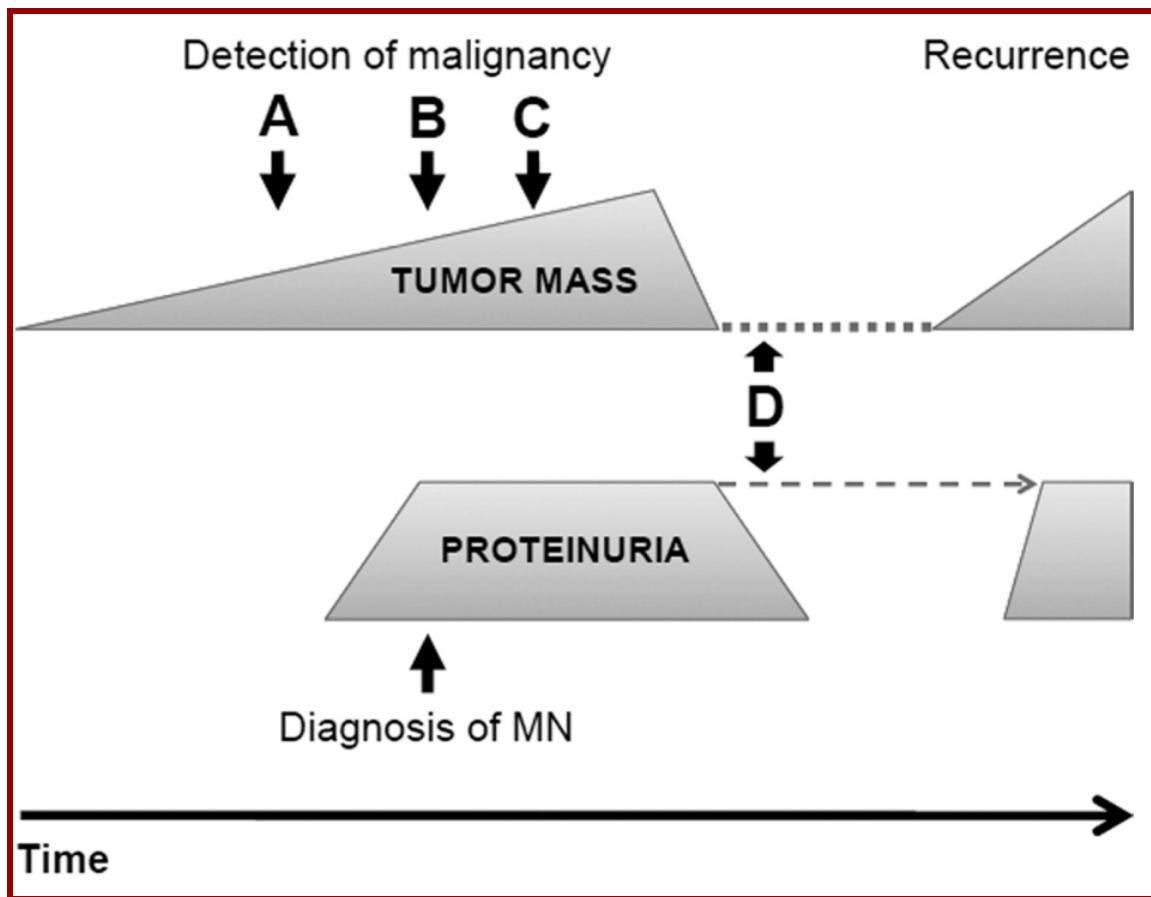 Detection of malignancy
Recurrence
A B C
TUMOR MASS
D
PROTEINURIA
Diagnosis of MN
Time